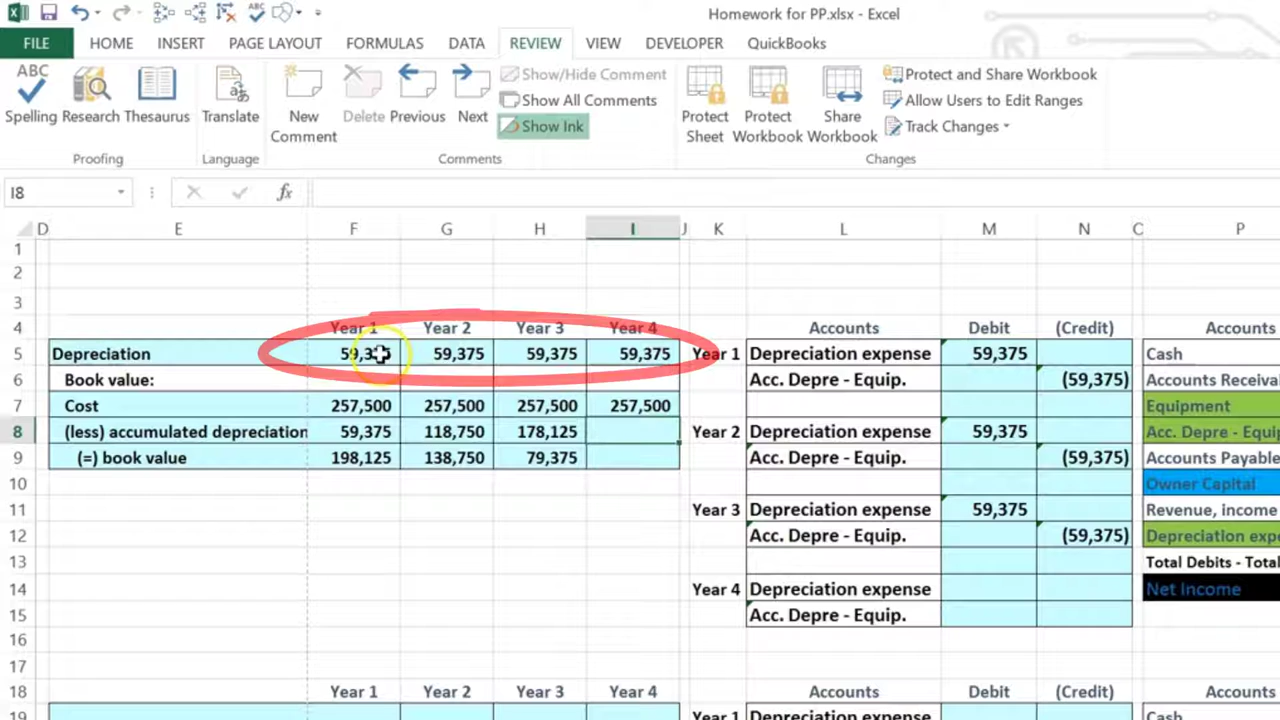 Homework for PP.xlsx - Excel
FILE HOME INSERT PAGE LAYOUT FORMULAS DATA REVIEW VIEW DEVELOPER QuickBooks
ABC
Spelling Research Thesaurus Translate New Comment Delete Previous Next
Show/Hide Comment
Show All Comments
Show Ink
Protect Sheet Protect Workbook Share Workbook
Protect and Share Workbook
Allow Users to Edit Ranges
Track Changes
Proofing Language Comments Changes
I8 fx
D E F G H I J K L M N C P
1
2
3
4 Year 1 Year 2 Year 3 Year 4 Accounts Debit (Credit) Accounts
5 Depreciation 59,375 59,375 59,375 Year 1 Depreciation expense 59,375 Cash
6 Book value: Acc. Depre - Equip. (59,375) Accounts
7 Cost 257,500 257,500 257,500 257,500 Equipment
8 (less) accumulated depreciation 59,375 118,750 178,125 Year 2 Depreciation expense 59,375 Acc. Depre -
9 (=) book value 198,125 138,750 79,375 Acc. Depre - Equip. (59,375) Accounts Payable
10 Owner Capital
11 Year 3 Depreciation expense 59,375 Revenue, income
12 Acc. Depre - Equip. (59,375) Depreciation
13 Total Debits -
14 Year 4 Depreciation expense Net Income
15 Acc. Depre - Equip.
16
17
18 Year 1 Year 2 Year 3 Year 4 Accounts Debit (Credit) Accounts
19 Year 1 Depreciation expense Cash